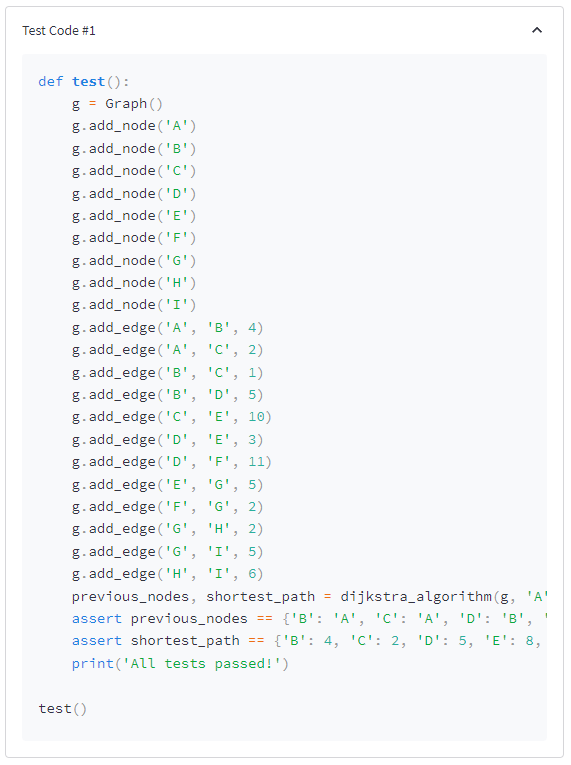 Test Code #1
def test():
    g = Graph()
    g.add_node('A')
    g.add_node('B')
    g.add_node('C')
    g.add_node('D')
    g.add_node('E')
    g.add_node('F')
    g.add_node('G')
    g.add_node('H')
    g.add_node('I')
    g.add_edge('A', 'B', 4)
    g.add_edge('A', 'C', 2)
    g.add_edge('B', 'C', 1)
    g.add_edge('B', 'D', 5)
    g.add_edge('C', 'E', 10)
    g.add_edge('D', 'E', 3)
    g.add_edge('D', 'F', 11)
    g.add_edge('E', 'G', 5)
    g.add_edge('F', 'G', 2)
    g.add_edge('G', 'H', 2)
    g.add_edge('G', 'I', 5)
    g.add_edge('H', 'I', 6)
    previous_nodes, shortest_path = dijkstra_algorithm(g, 'A'
    assert previous_nodes == {'B': 'A', 'C': 'A', 'D': 'B', '
    assert shortest_path == {'B': 4, 'C': 2, 'D': 5, 'E': 8,
    print('All tests passed!')
test()